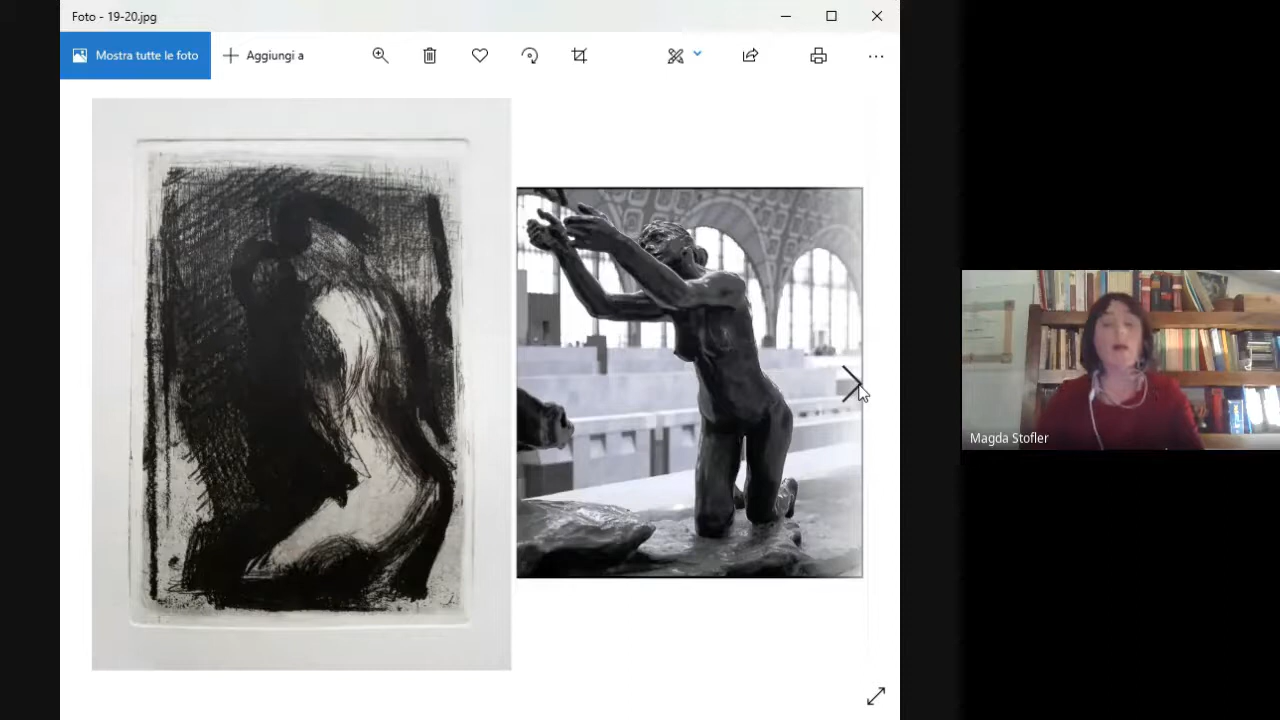 Foto - 19-20.jpg
Mostra tutte le foto
Aggiungi a
Magda Stofler